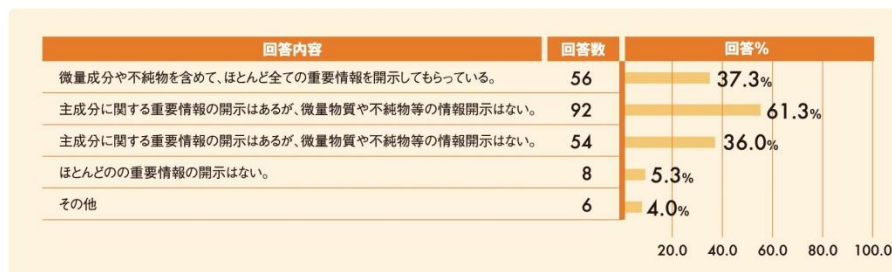 回答内容 回答数 回答%
微量成分や不純物を含めて、ほとんど全ての重要情報を開示してもらっている。 56 37.3%
主成分に関する重要情報の開示はあるが、微量物質や不純物等の情報開示はない。 92 61.3%
主成分に関する重要情報の開示はあるが、微量物質や不純物等の情報開示はない。 54 36.0%
ほとんどのの重要情報の開示はない。 8 5.3%
その他 6 4.0%
20.0 40.0 60.0 80.0 100.0